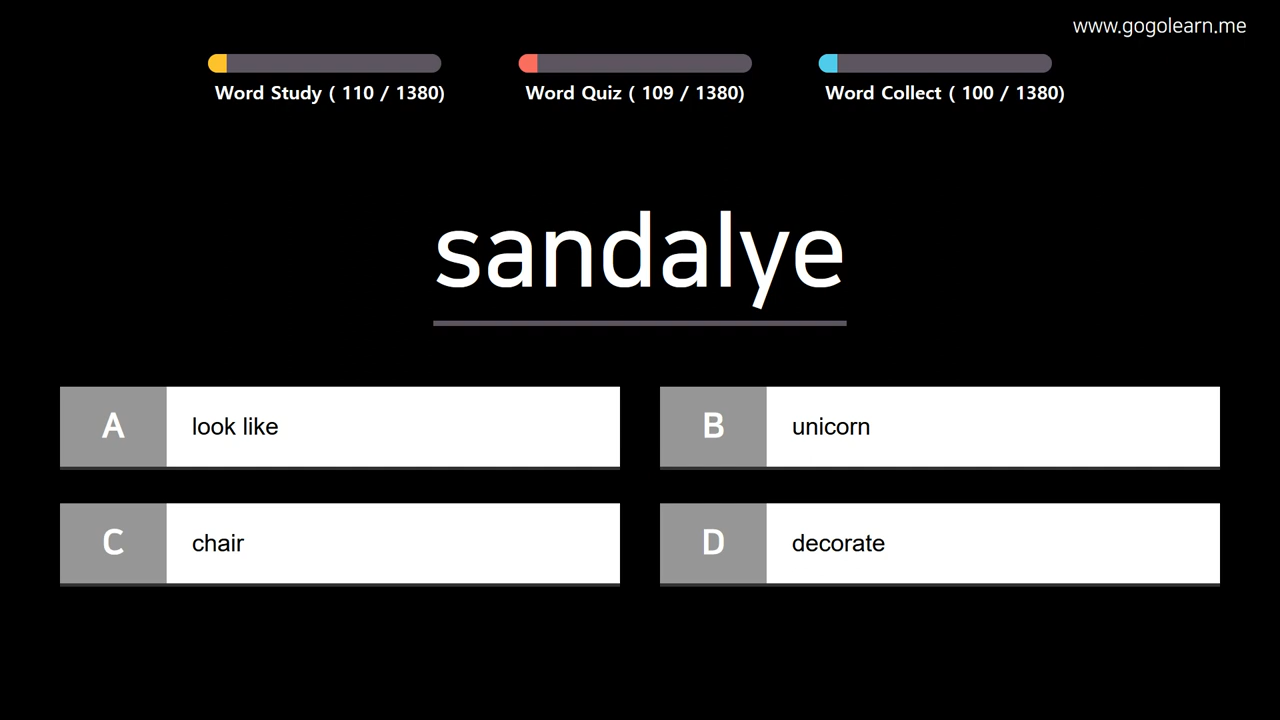 www.gogolearn.me
Word Study ( 110 / 1380)
Word Quiz ( 109 / 1380)
Word Collect ( 100 / 1380)
sandalye
A look like
B unicorn
C chair
D decorate